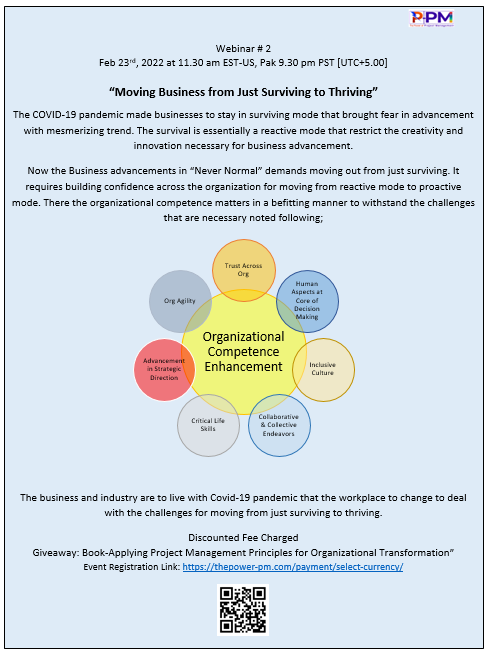 P-PM
Webinar # 2
Feb 23rd, 2022 at 11.30 am EST-US, Pak 9.30 pm PST [UTC+5.00]
“Moving Business from Just Surviving to Thriving”
The COVID-19 pandemic made businesses to stay in surviving mode that brought fear in advancement
with mesmerizing trend. The survival is essentially a reactive mode that restrict the creativity and
innovation necessary for business advancement.
Now the Business advancements in “Never Normal” demands moving out from just surviving. It
requires building confidence across the organization for moving from reactive mode to proactive
mode. There the organizational competence matters in a befitting manner to withstand the challenges
that are necessary noted following;
Trust Across
Org
Human
Aspects at
Core of
Decision
Making
Inclusive
Culture
Collaborative
& Collective
Endeavors
Critical Life
Skills
Advancement
in Strategic
Direction
Org Agility
Organizational
Competence
Enhancement
The business and industry are to live with Covid-19 pandemic that the workplace to change to deal
with the challenges for moving from just surviving to thriving.
Discounted Fee Charged
Giveaway: Book-Applying Project Management Principles for Organizational Transformation”
Event Registration Link: https://thepower-pm.com/payment/select-currency/